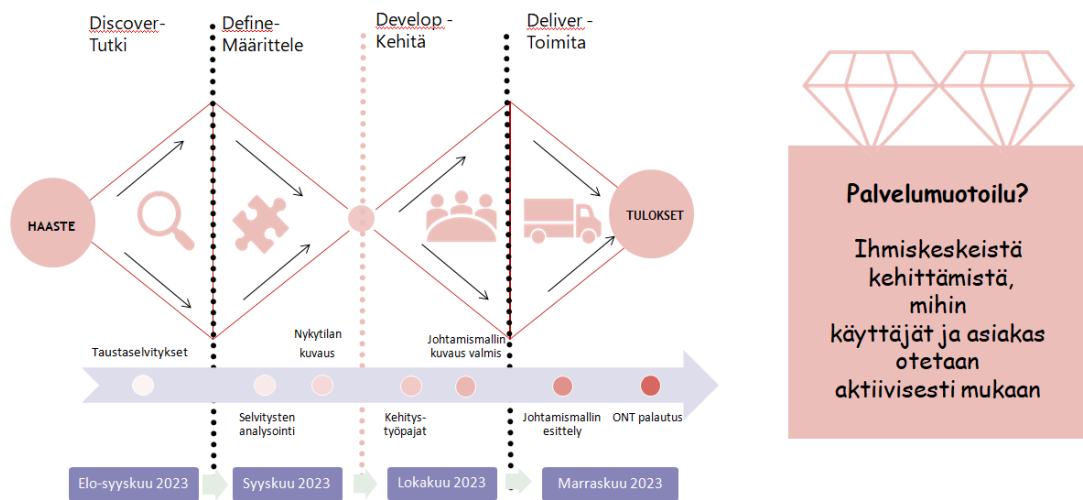 Discover-
Tutki
Define-
Määrittele
Develop -
Kehitä
Deliver -
Toimita
HAASTE
TULOKSET
Taustaselvitykset
Nykytilan
kuvaus
Johtamismallin
kuvaus valmis
Selvitysten
analysointi
Kehitys-
työpajat
Johtamismallin
esittely
ONT palautus
Elo-syyskuu 2023
Syyskuu 2023
Lokakuu 2023
Marraskuu 2023
Palvelumuotoilu?
Ihmiskeskeistä
kehittämistä,
mihin
käyttäjät ja asiakas
otetaan
aktiivisesti mukaan